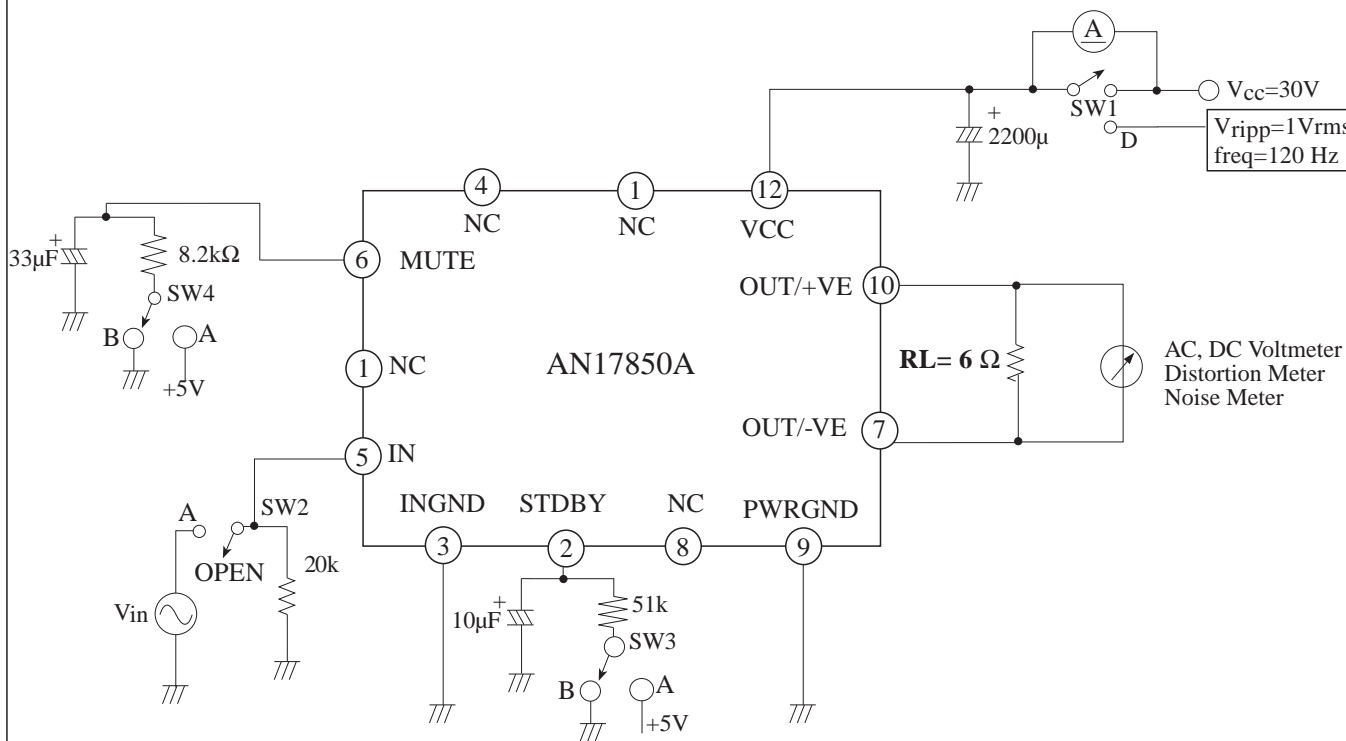 A
Vcc=30V
SW1
+
2200µ
D
Vripp=1Vrms
freq=120 Hz
4
NC
1
NC
12
VCC
+
33µF
8.2kΩ
6
MUTE
SW4
B
A
+5V
OUT/+VE
10
1
NC
AN17850A
RL= 6 Ω
AC, DC Voltmeter
Distortion Meter
Noise Meter
OUT/-VE
7
5
IN
A
SW2
OPEN
20k
Vin
INGND
3
STDBY
2
NC
8
PWRGND
9
+
10µF
51k
SW3
B
A
+5V